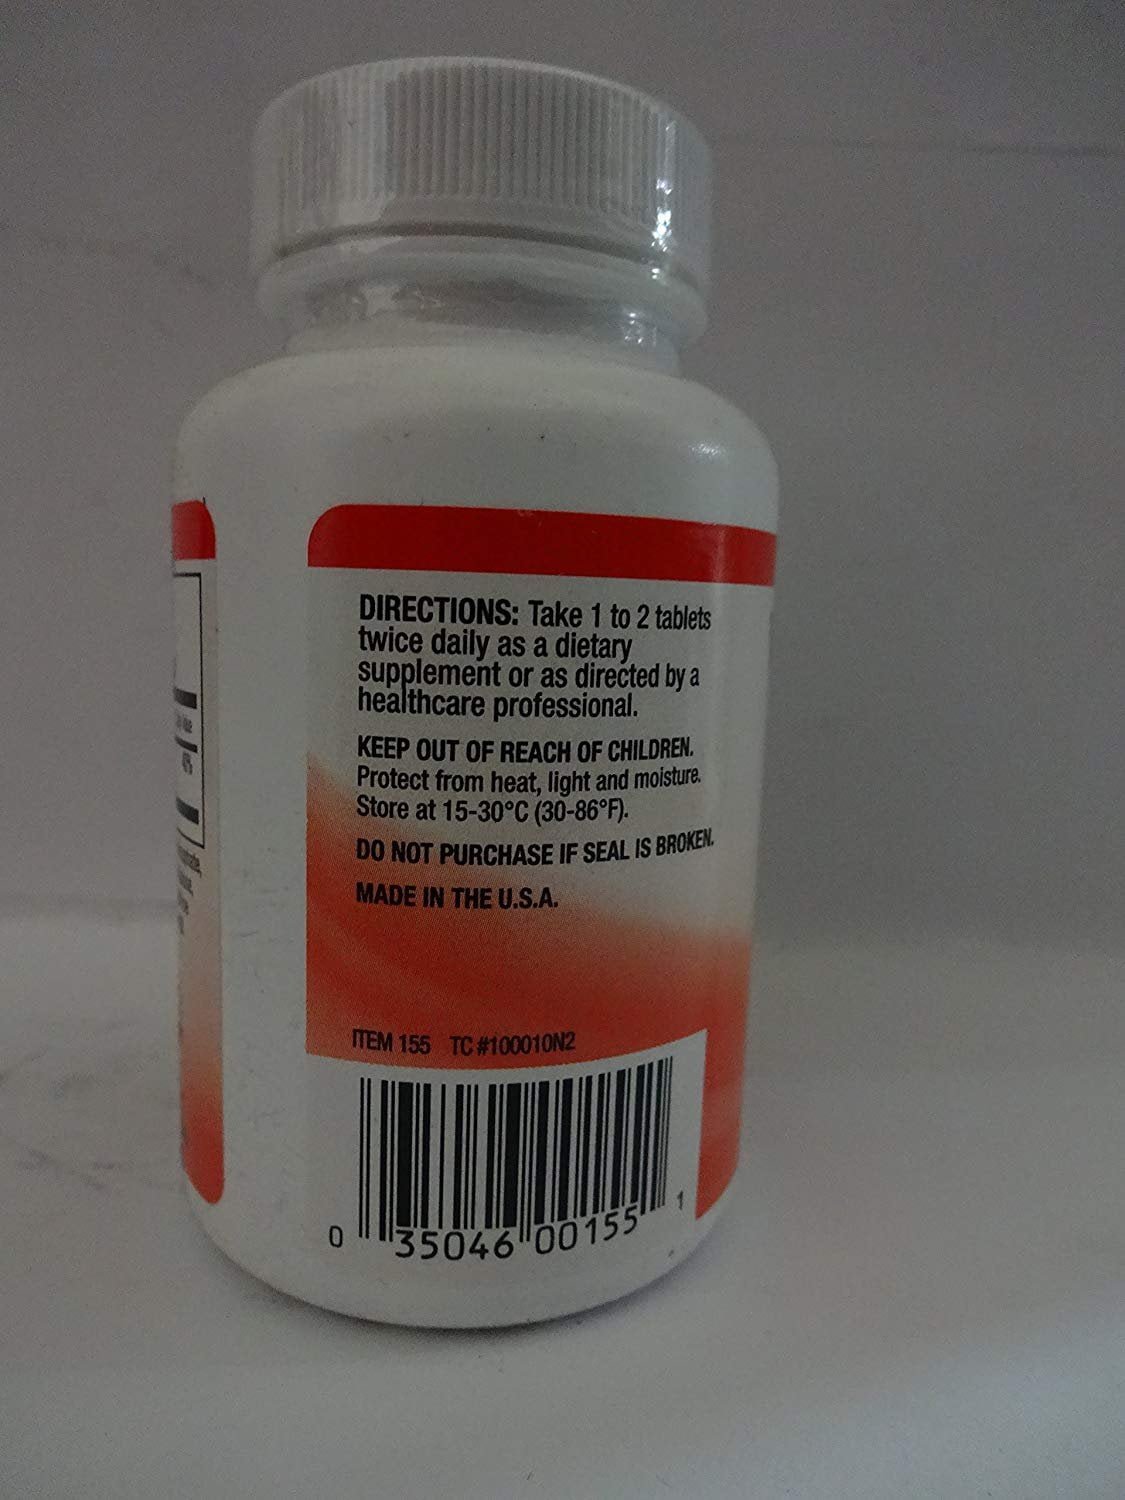 DIRECTIONS: Take 1 to 2 tablets
twice daily as a dietary
supplement or as directed by a
healthcare professional.
KEEP OUT OF REACH OF CHILDREN.
Protect from heat, light and moisture.
Store at 15-30°C (30-86°F).
DO NOT PURCHASE IF SEAL IS BROKEN.
MADE IN THE U.S.A.
ITEM 155 TC #100010N2
0 35046 00155 1